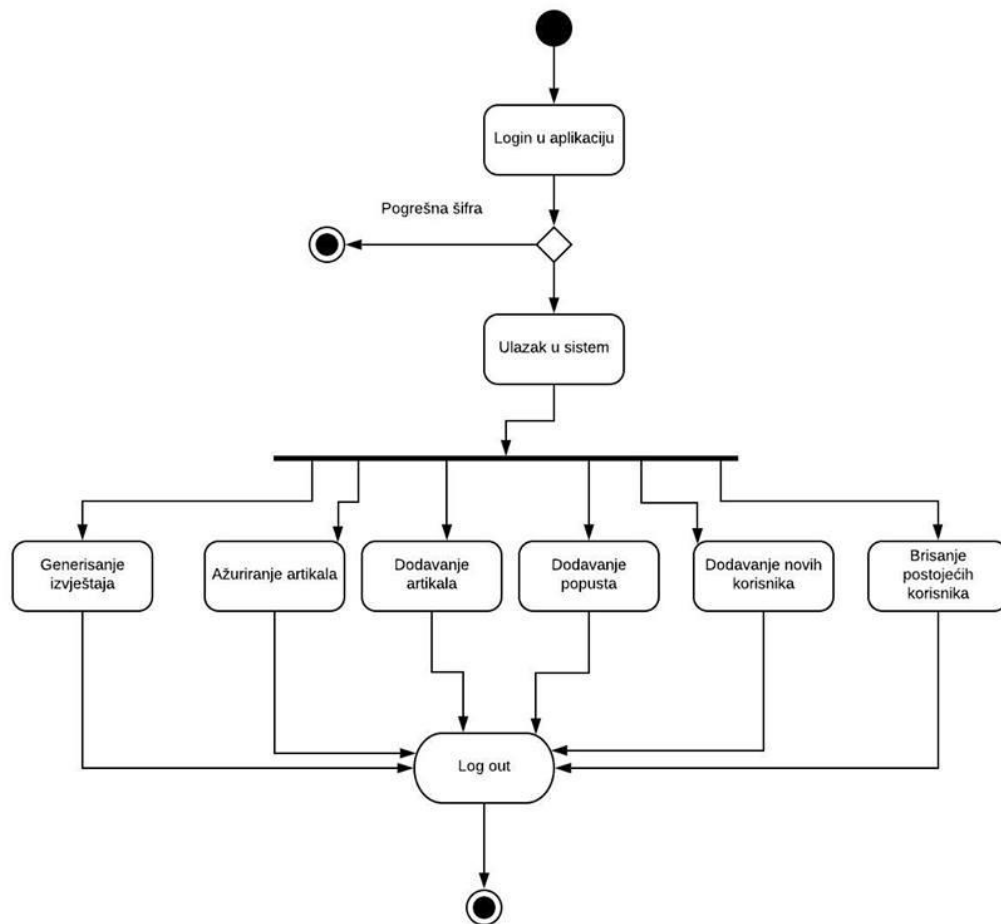 Login u aplikaciju
Pogrešna šifra
Ulazak u sistem
Generisanje
izvještaja
Ažuriranje artikala
Dodavanje
artikala
Dodavanje
popusta
Dodavanje novih
korisnika
Brisanje
postojećih
korisnika
Log out